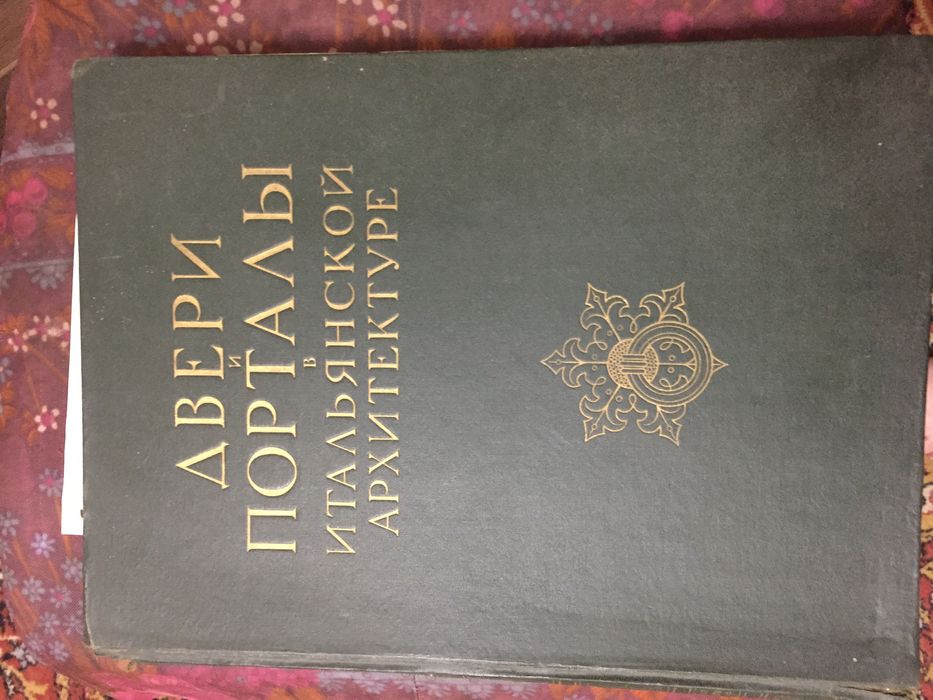 ДВЕРИ
И
ПОРТАЛЫ
В
ИТАЛЬЯНСКОЙ
АРХИТЕКТУРЕ